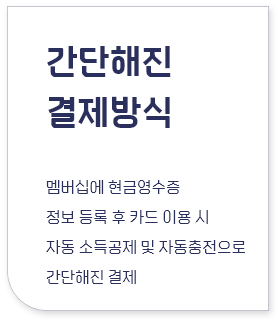 간단해진
결제방식
멤버십에 현금영수증
정보 등록 후 카드 이용 시
자동 소득공제 및 자동충전으로
간단해진 결제